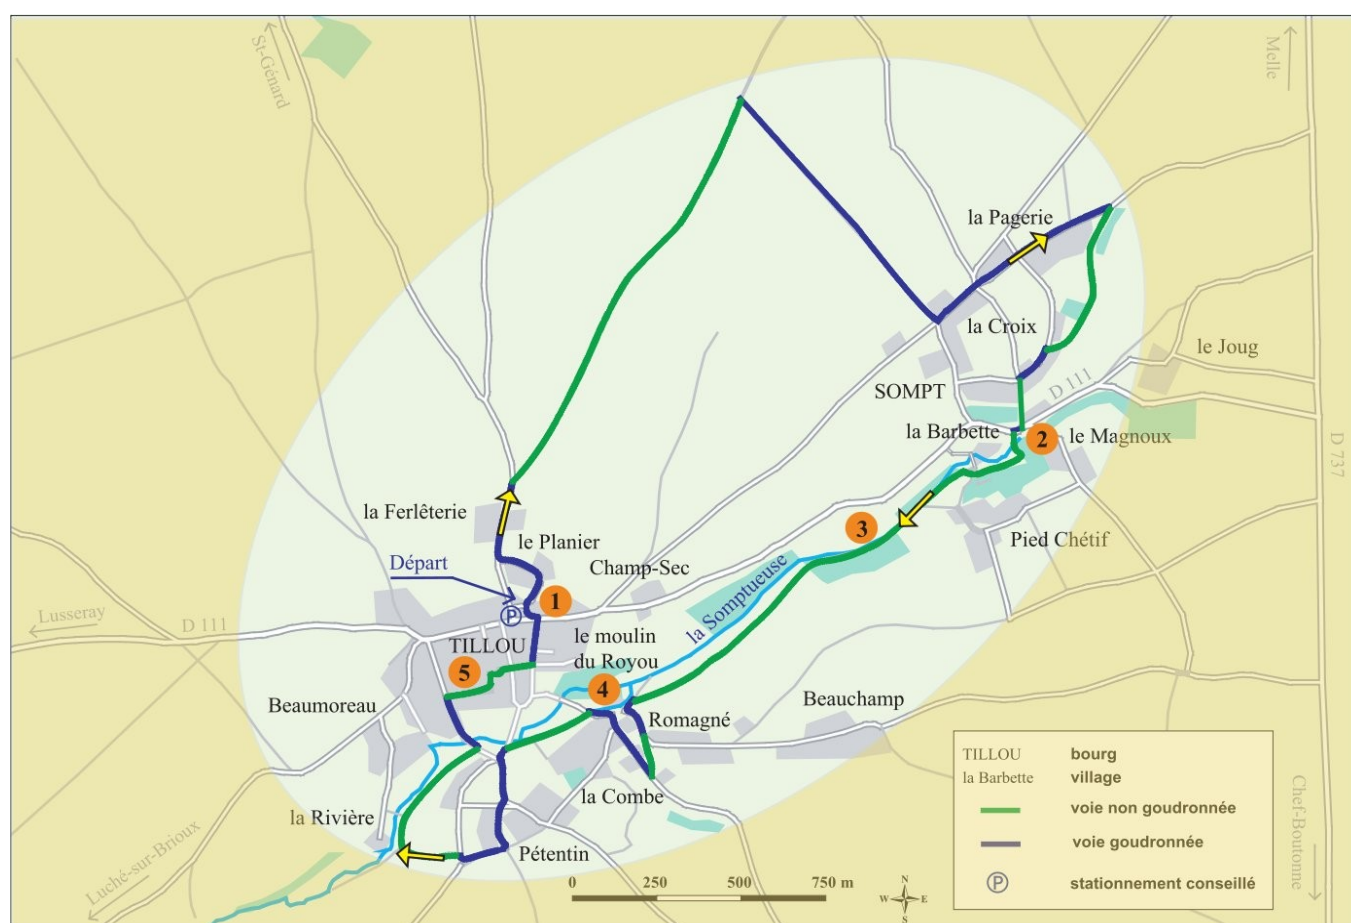 St-Génard
Melle
la Pagerie
la Croix
le Joug
D 111
SOMPT
la Barbette
2
le Magnoux
D 737
la Ferlêterie
3
Pied Chétif
le Planier
Départ
Champ-Sec
1
P
Lusseray
D 111
la Somptueuse
TILLOU
le moulin
du Royou
5
4
Beaumoreau
Romagné
Beauchamp
la Combe
la Rivière
Pétentin
Luché-sur-Brioux
Chef-Boutonne
TILLOU bourg
la Barbette village
voie non goudronnée
voie goudronnée
P stationnement conseillé
0 250 500 750 m
N
W E
S